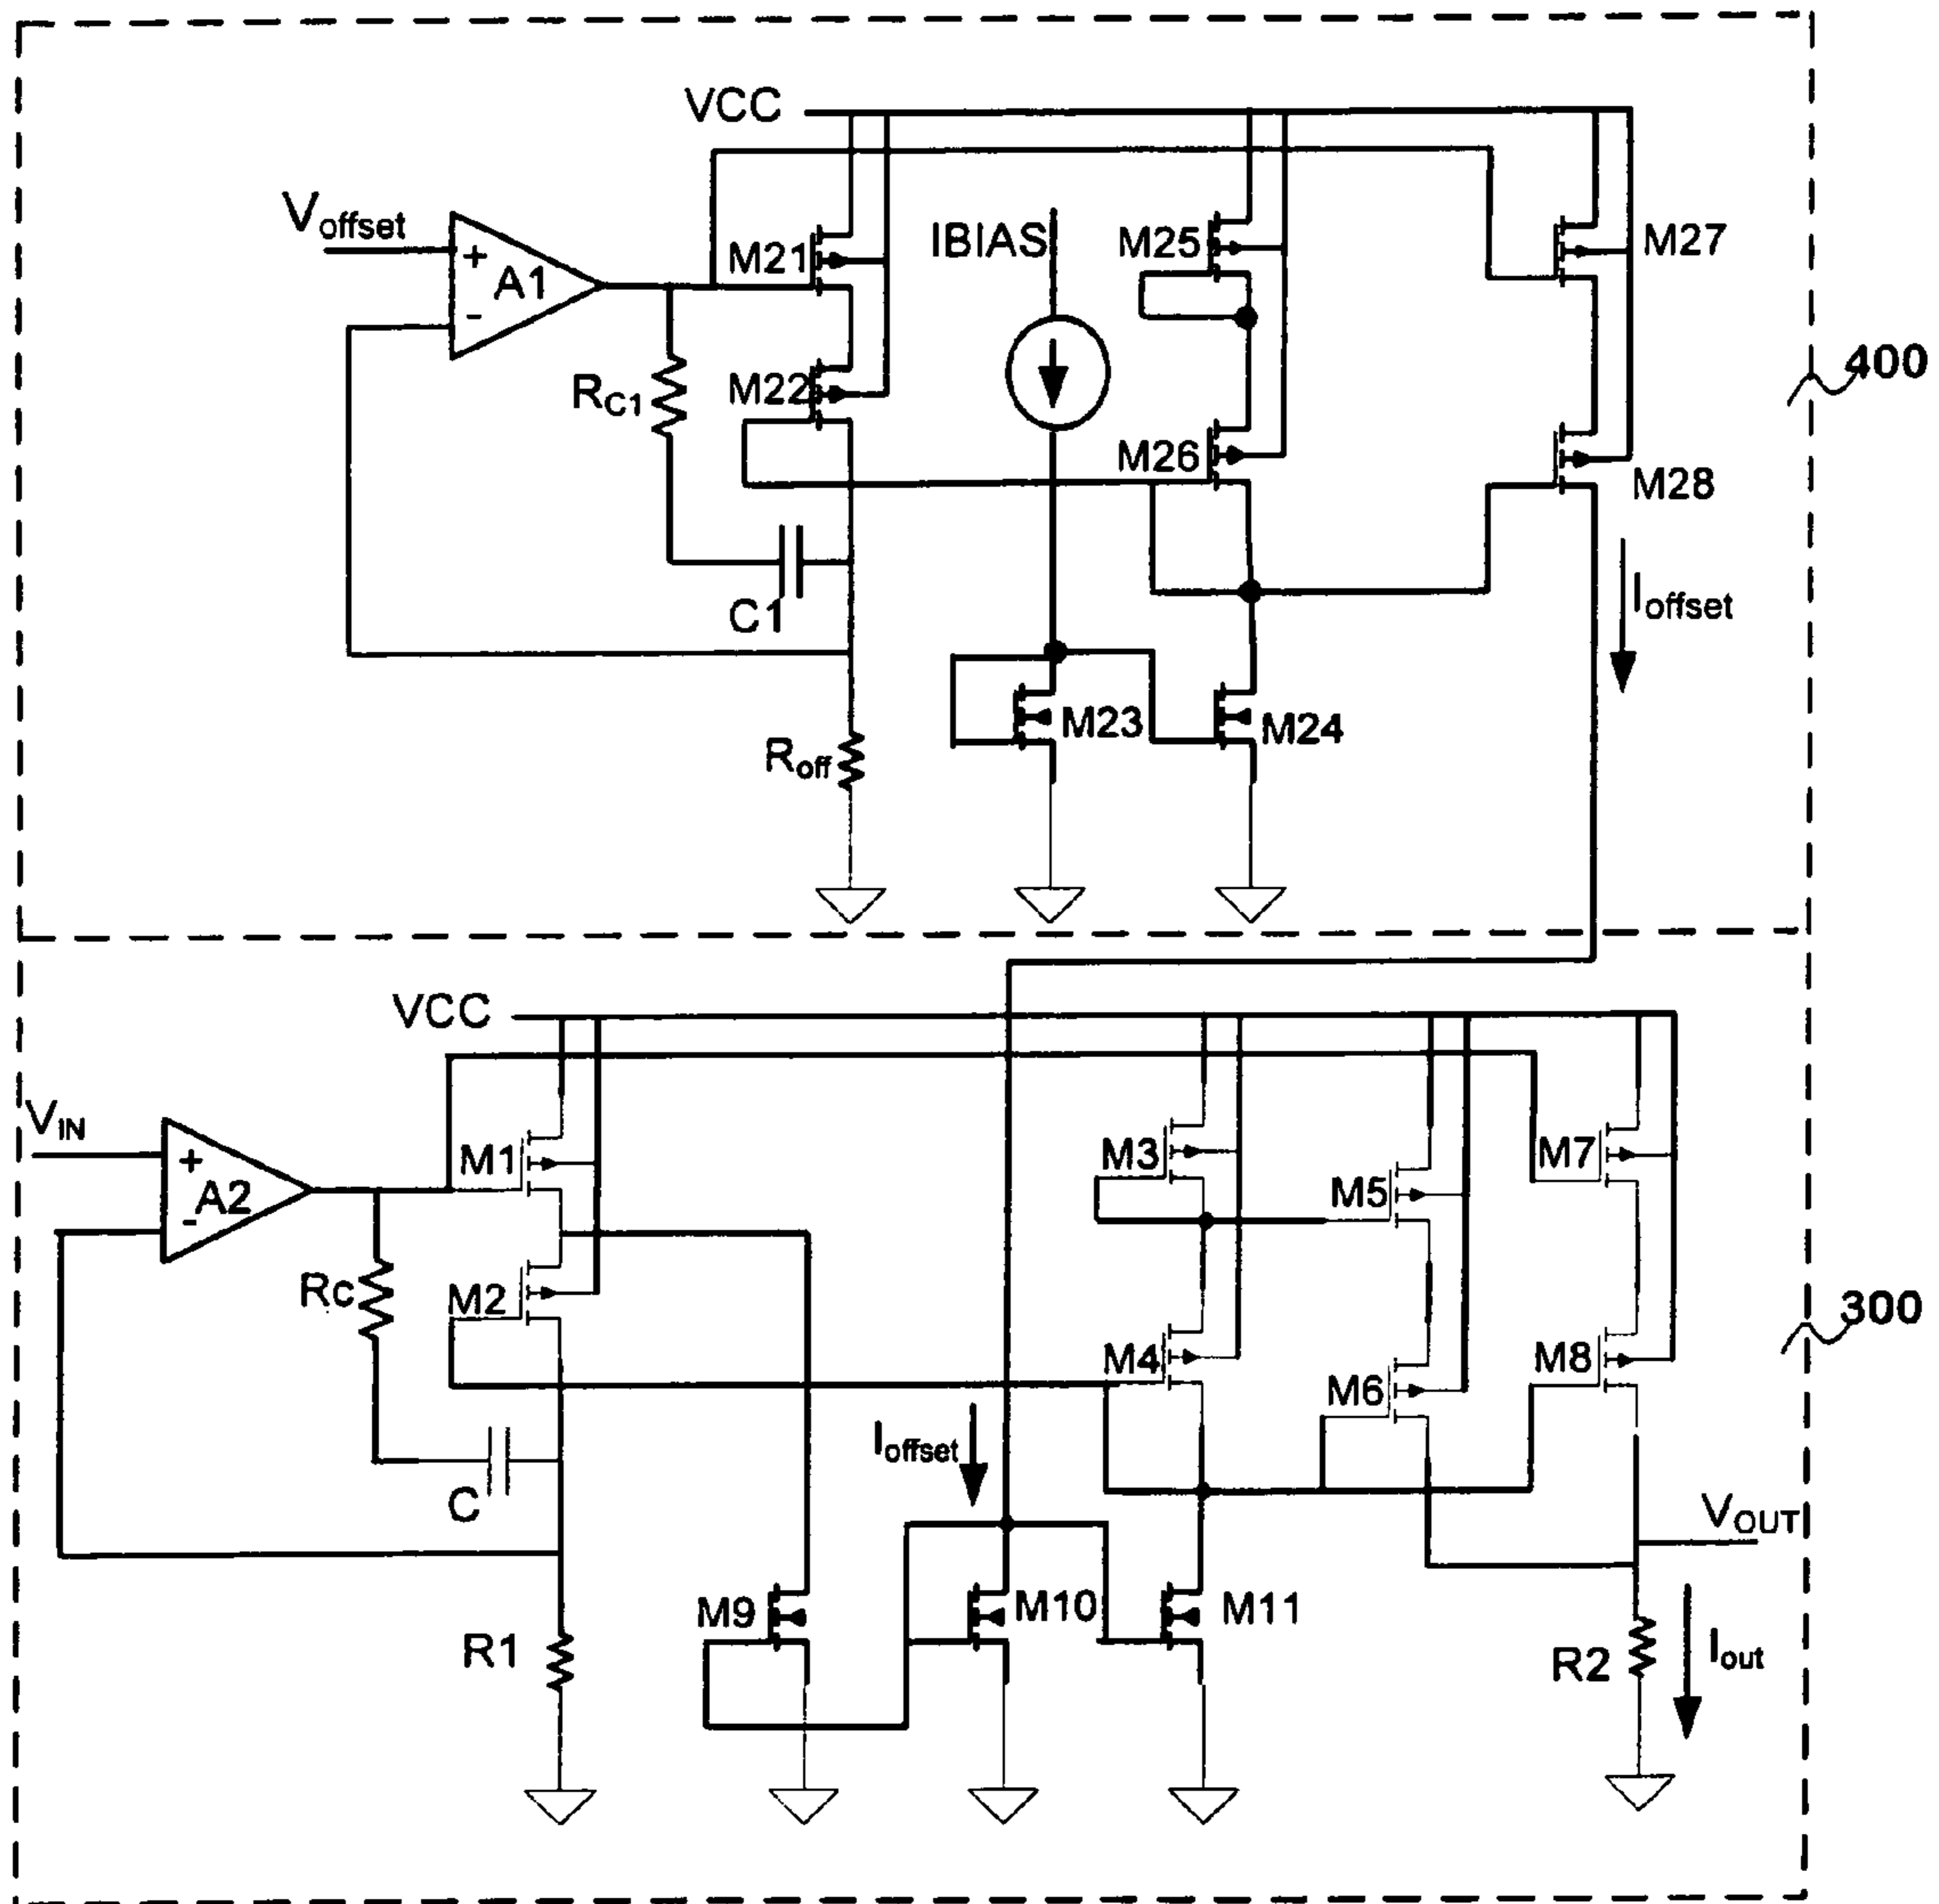 VCC
Voffset
+
A1
-
M21
IBIAS
M25
M27
RC1
M22
M26
M28
400
C1
Ioffset
M23
M24
Roff
VCC
VIN
+
A2
-
M1
M3
M5
M7
Rc
M2
M4
M6
M8
300
Ioffset
C
VOUT
M9
M10
M11
R1
R2
Iout